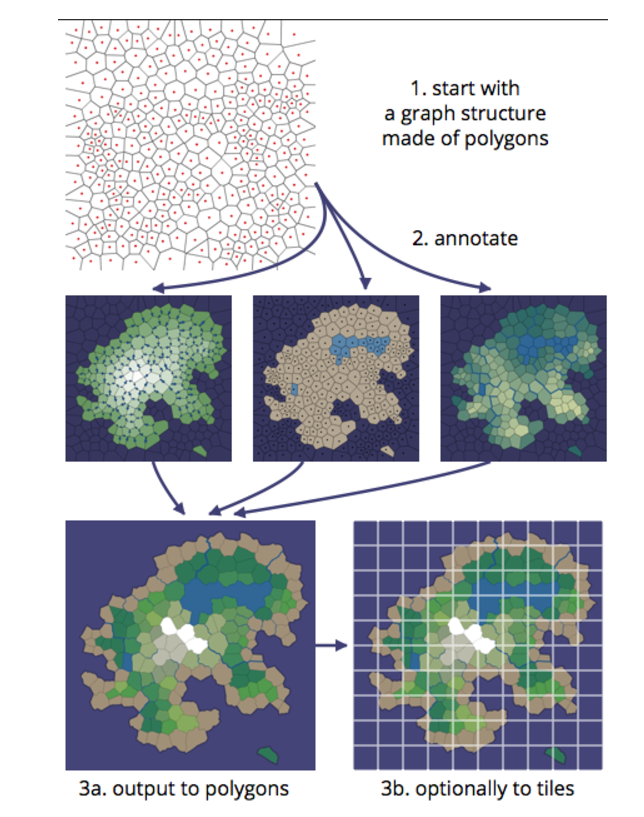 1. start with
a graph structure
made of polygons
2. annotate
3a. output to polygons
3b. optionally to tiles